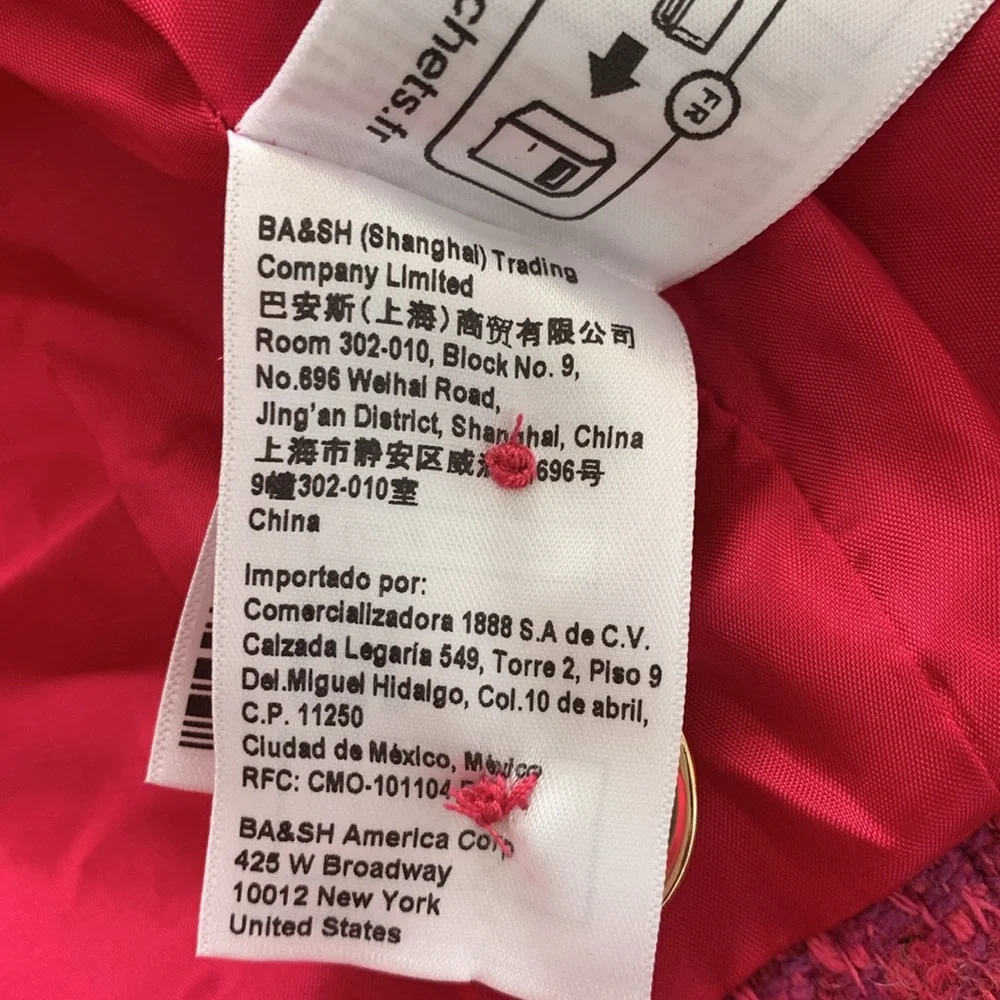 chets.fr
FR
BA&SH (Shanghai) Trading
Company Limited
巴安斯(上海)商贸有限公司
Room 302-010, Block No. 9,
No.696 Weihai Road,
Jing'an District, Shanghai, China
上海市静安区威 696号
9幢302-010室
China
Importado por:
Comercializadora 1888 S.A de C.V.
Calzada Legaria 549, Torre 2, Piso 9
Del.Miguel Hidalgo, Col.10 de abril,
C.P. 11250
Ciudad de México, México
RFC: CMO-101104
BA&SH America Corp
425 W Broadway
10012 New York
United States